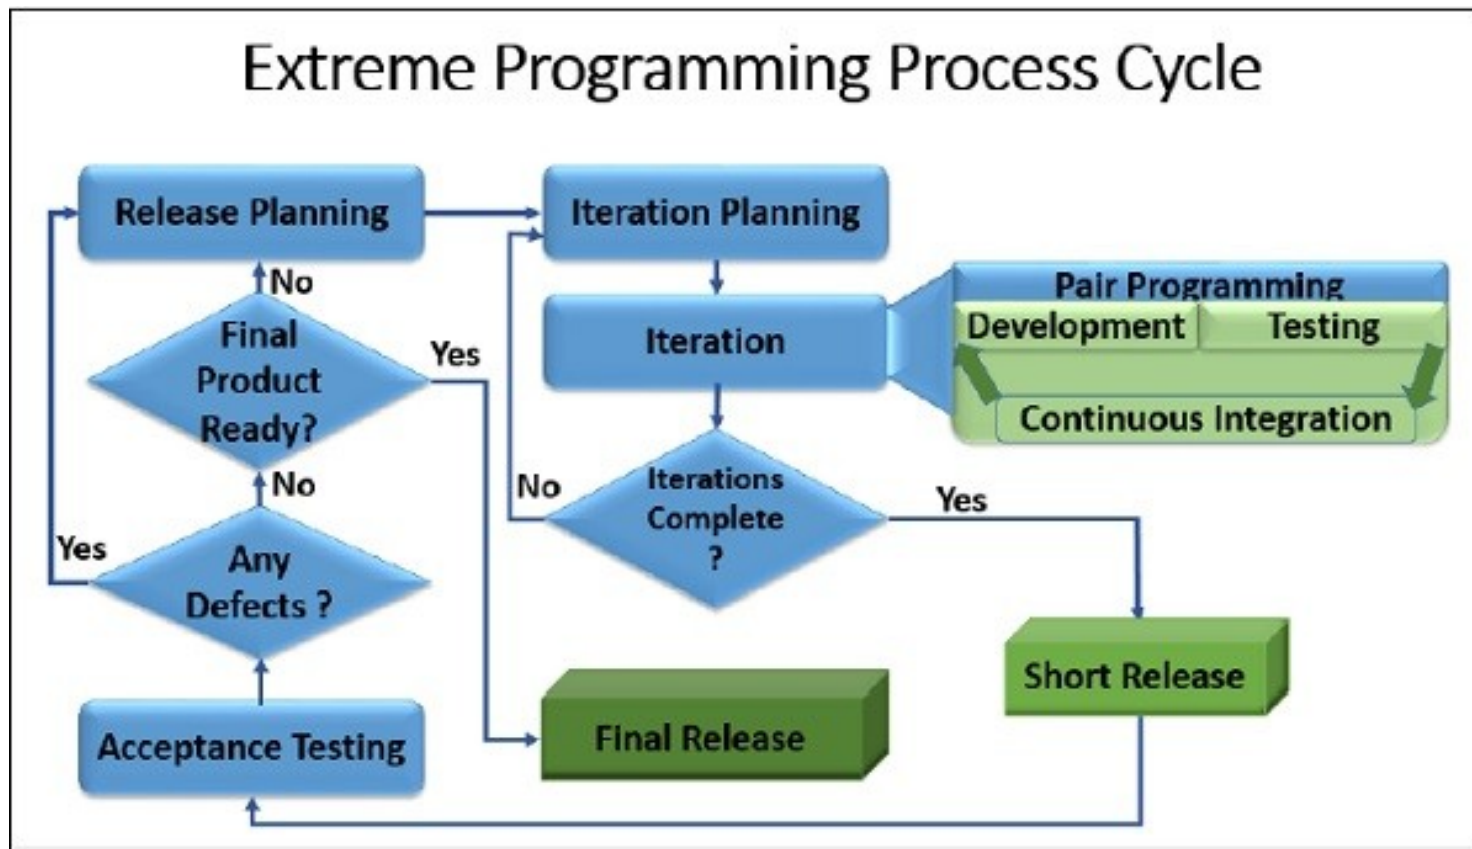 Extreme Programming Process Cycle
Release Planning
Iteration Planning
No
Final
Product
Ready?
Yes
Iteration
Pair Programming
Development
Testing
Continuous Integration
No
Any
Defects ?
Yes
Iterations
Complete
?
No
Yes
Short Release
Acceptance Testing
Final Release